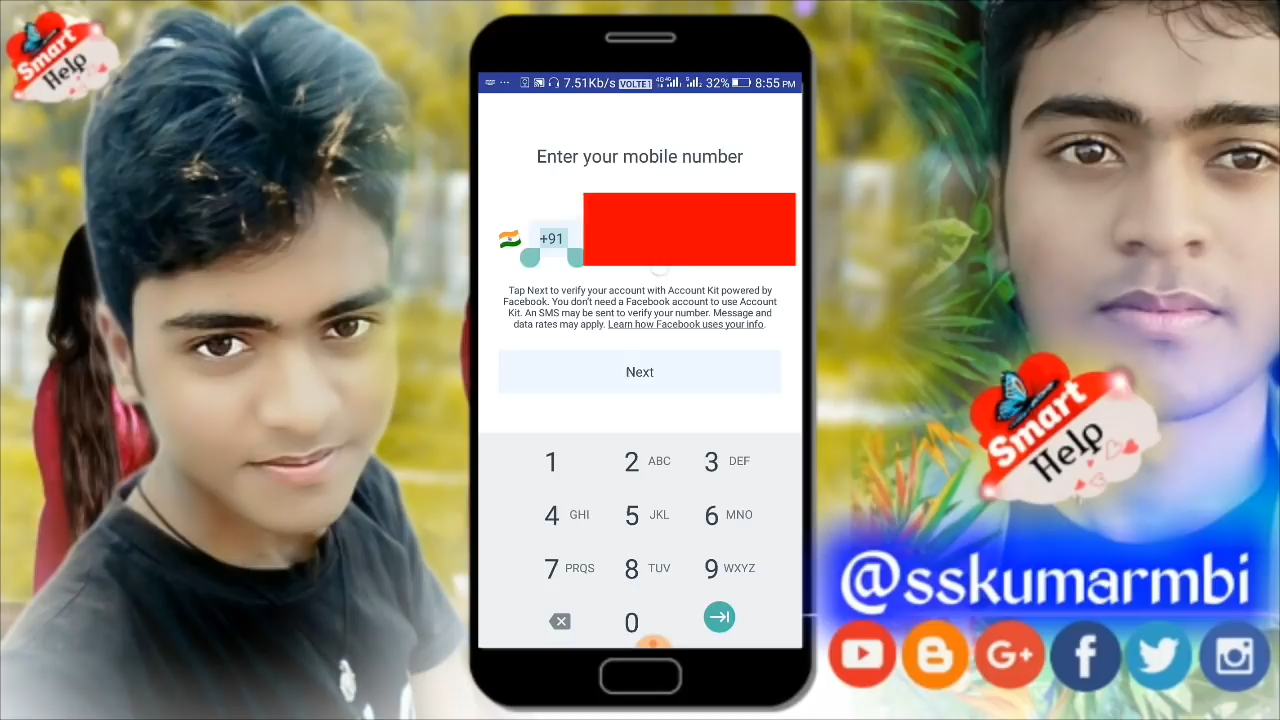 Smart
Help
7.51Kb/s VOLTE1 4G 4G 32% 8:55 PM
Enter your mobile number
+91
Tap Next to verify your account with Account Kit powered by
Facebook. You don't need a Facebook account to use Account
Kit. An SMS may be sent to verify your number. Message and
data rates may apply. Learn how Facebook uses your info.
Next
1
2 ABC
3 DEF
4 GHI
5 JKL
6 MNO
7 PQRS
8 TUV
9 WXYZ
0
Smart
Help
@sskumarmbi
G+